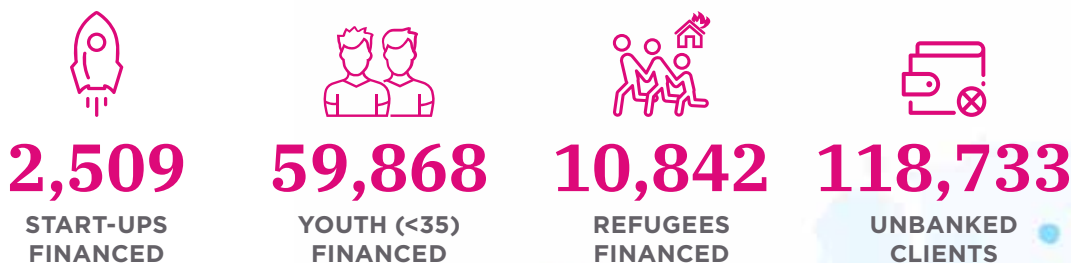 2,509
START-UPS
FINANCED
59,868
YOUTH (<35)
FINANCED
10,842
REFUGEES
FINANCED
118,733
UNBANKED
CLIENTS